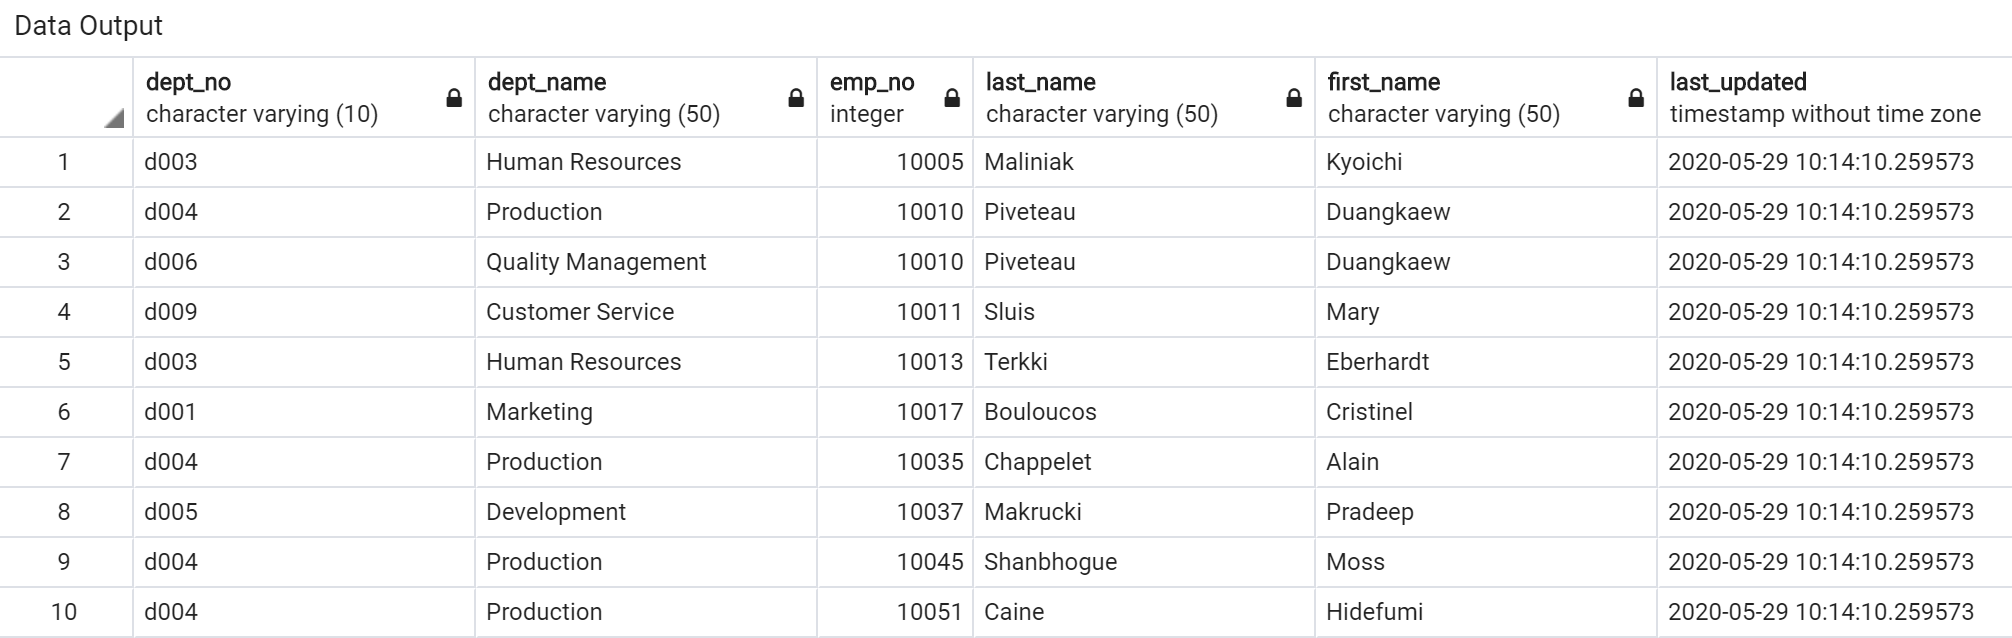 Data Output
dept_no dept_name emp_no last_name first_name last_updated
character varying (10) character varying (50) integer character varying (50) character varying (50) timestamp without time zone
1 d003 Human Resources 10005 Maliniak Kyoichi 2020-05-29 10:14:10.259573
2 d004 Production 10010 Piveteau Duangkaew 2020-05-29 10:14:10.259573
3 d006 Quality Management 10010 Piveteau Duangkaew 2020-05-29 10:14:10.259573
4 d009 Customer Service 10011 Sluis Mary 2020-05-29 10:14:10.259573
5 d003 Human Resources 10013 Terkki Eberhardt 2020-05-29 10:14:10.259573
6 d001 Marketing 10017 Bouloucos Cristinel 2020-05-29 10:14:10.259573
7 d004 Production 10035 Chappelet Alain 2020-05-29 10:14:10.259573
8 d005 Development 10037 Makrucki Pradeep 2020-05-29 10:14:10.259573
9 d004 Production 10045 Shanbhogue Moss 2020-05-29 10:14:10.259573
10 d004 Production 10051 Caine Hidefumi 2020-05-29 10:14:10.259573